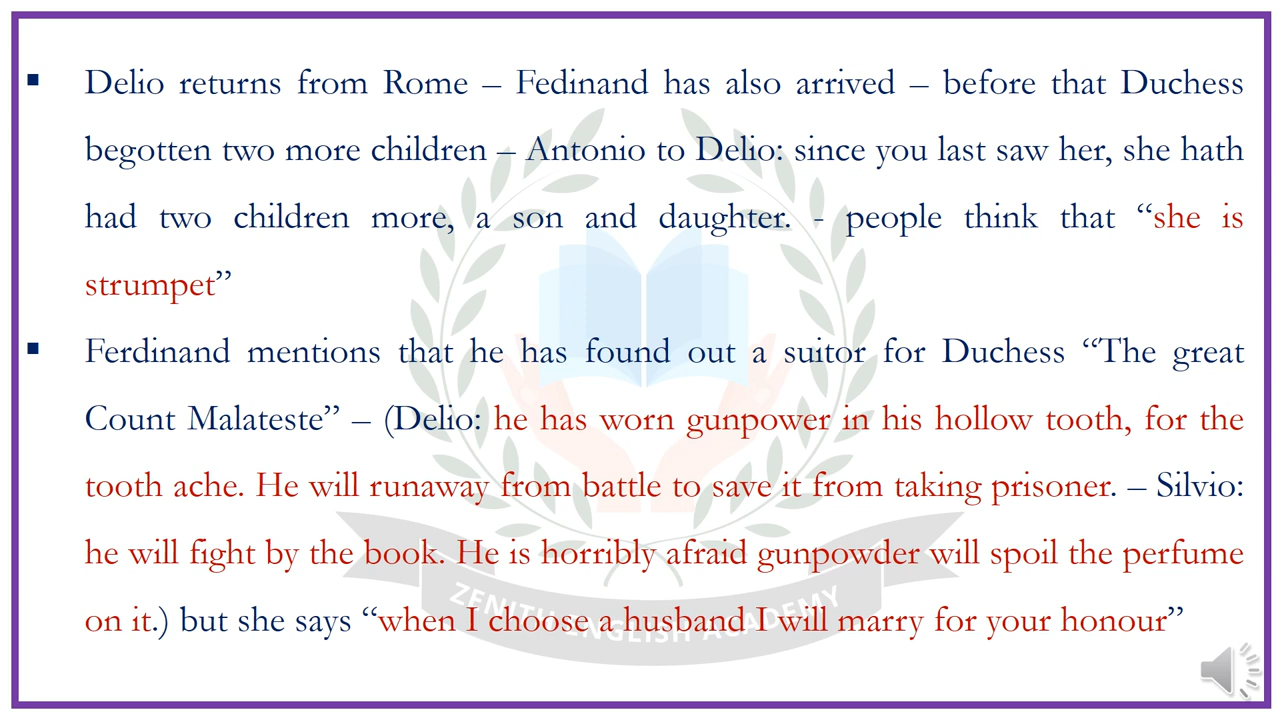 ▪ Delio returns from Rome – Fedinand has also arrived – before that Duchess
begotten two more children – Antonio to Delio: since you last saw her, she hath
had two children more, a son and daughter. - people think that “she is
strumpet”
▪ Ferdinand mentions that he has found out a suitor for Duchess “The great
Count Malateste” – (Delio: he has worn gunpower in his hollow tooth, for the
tooth ache. He will runaway from battle to save it from taking prisoner. – Silvio:
he will fight by the book. He is horribly afraid gunpowder will spoil the perfume
on it.) but she says “when I choose a husband I will marry for your honour”
ZENITH ENGLISH ACADEMY